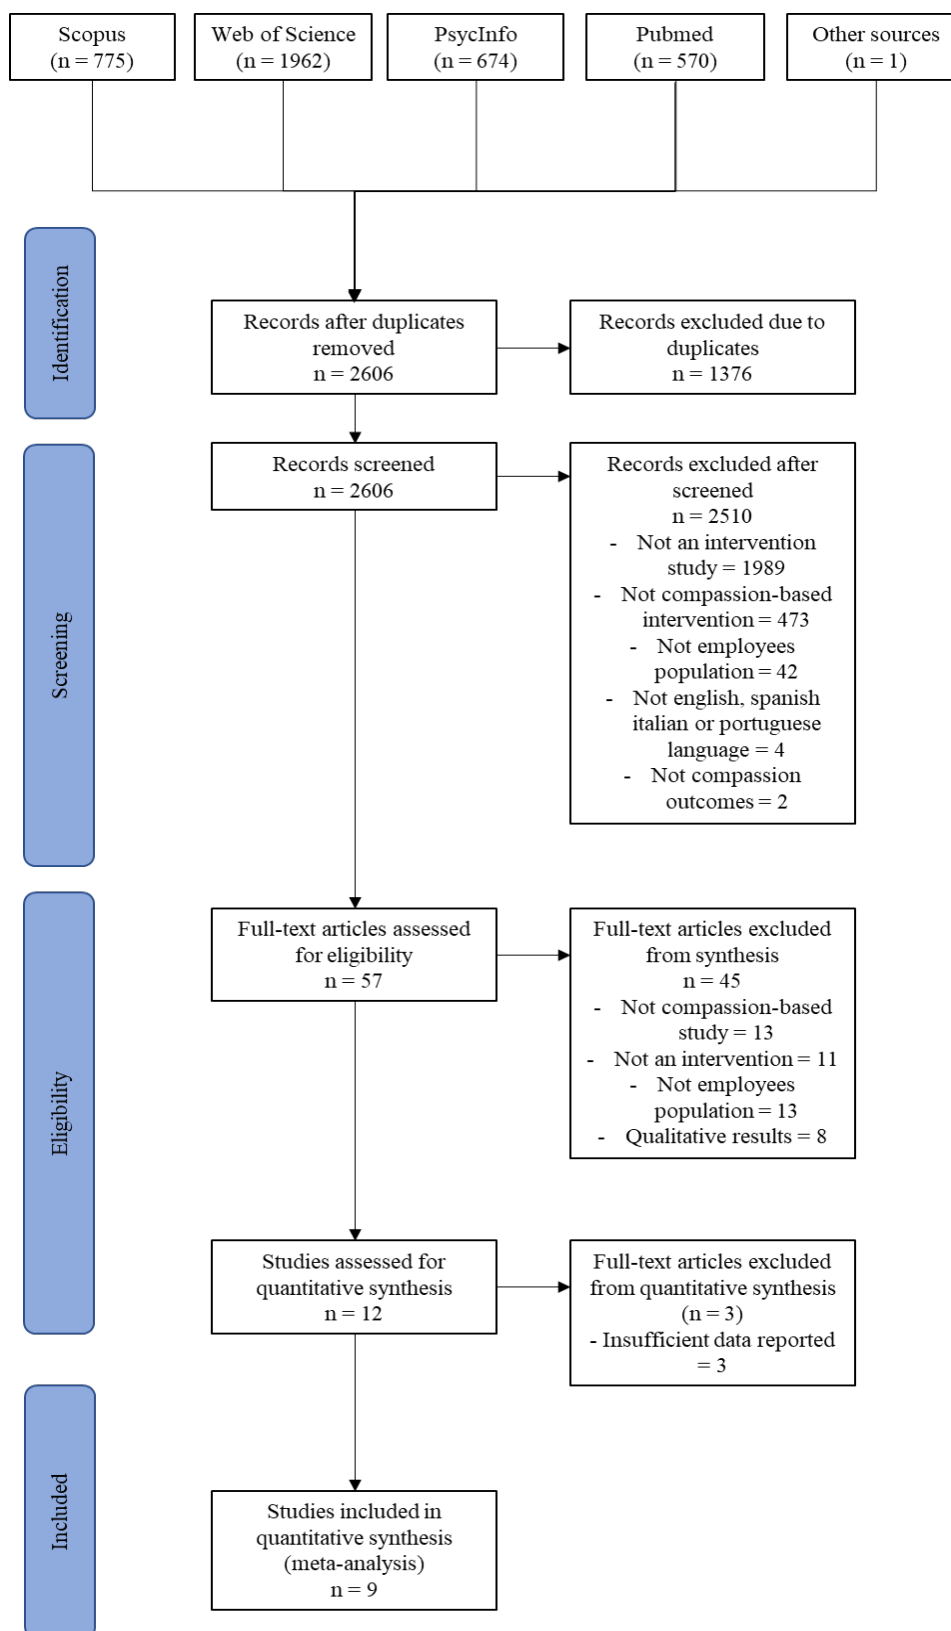 Scopus
(n = 775)
Web of Science
(n = 1962)
PsycInfo
(n = 674)
Pubmed
(n = 570)
Other sources
(n = 1)
Identification
Records after duplicates
removed
n = 2606
Records excluded due to
duplicates
n = 1376
Screening
Records screened
n = 2606
Records excluded after
screened
n = 2510
- Not an intervention
study = 1989
- Not compassion-based
intervention = 473
- Not employees
population = 42
- Not english, spanish
italian or portuguese
language = 4
- Not compassion
outcomes = 2
Eligibility
Full-text articles assessed
for eligibility
n = 57
Full-text articles excluded
from synthesis
n = 45
- Not compassion-based
study = 13
- Not an intervention = 11
- Not employees
population = 13
- Qualitative results = 8
Studies assessed for
quantitative synthesis
n = 12
Full-text articles excluded
from quantitative synthesis
(n = 3)
- Insufficient data reported
= 3
Included
Studies included in
quantitative synthesis
(meta-analysis)
n = 9